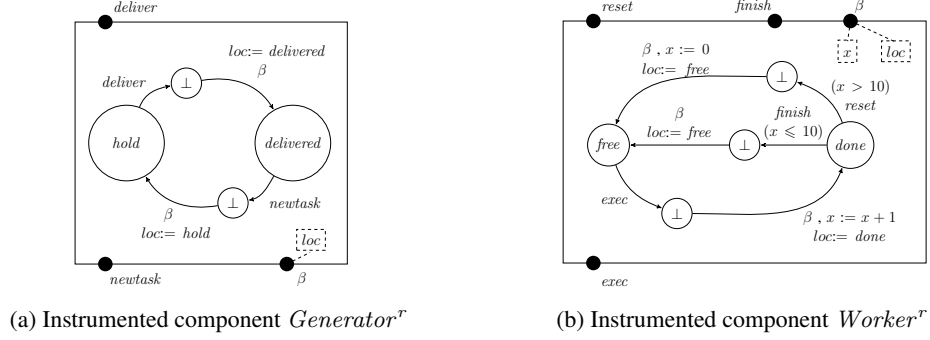 deliver
loc:= delivered
β
deliver
⊥
hold
delivered
⊥
newtask
β
loc:= hold
loc
newtask
β
(a) Instrumented component Generator^r
reset
finish
β
x
loc
β , x := 0
loc:= free
⊥
(x > 10)
reset
β
loc:= free
finish
(x ⩽ 10)
free
⊥
done
exec
⊥
β , x := x + 1
loc:= done
exec
(b) Instrumented component Worker^r